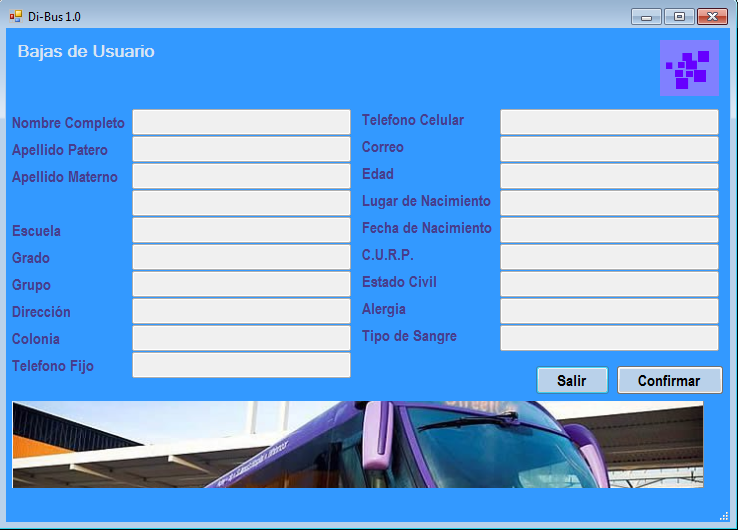 Di-Bus 1.0
Bajas de Usuario
Nombre Completo
Apellido Patero
Apellido Materno
Escuela
Grado
Grupo
Dirección
Colonia
Telefono Fijo
Telefono Celular
Correo
Edad
Lugar de Nacimiento
Fecha de Nacimiento
C.U.R.P.
Estado Civil
Alergia
Tipo de Sangre
Salir
Confirmar